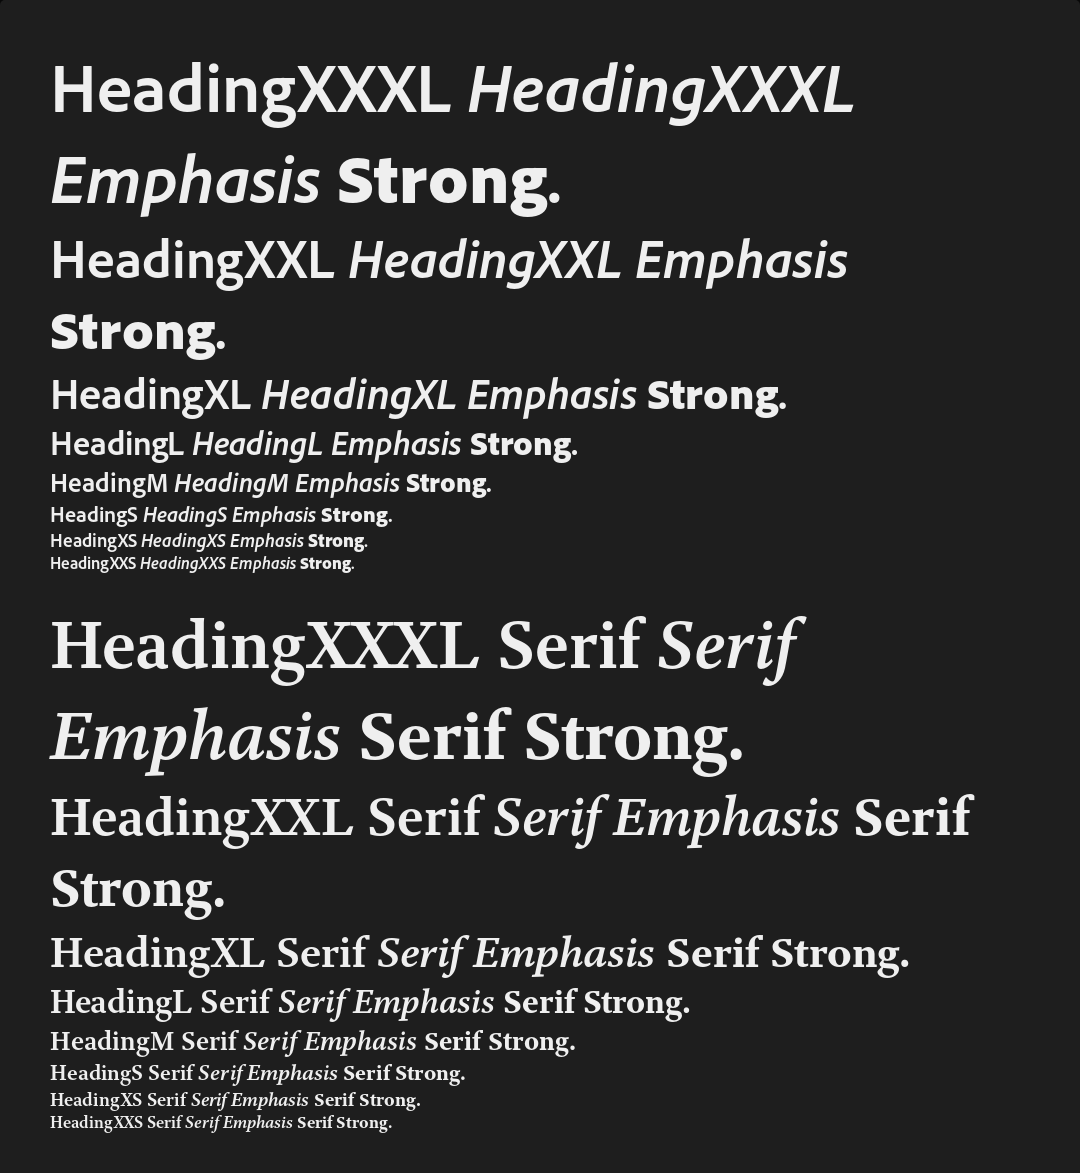 HeadingXXXL HeadingXXXL
Emphasis Strong.
HeadingXXL HeadingXXL Emphasis
Strong.
HeadingXL HeadingXL Emphasis Strong.
HeadingL HeadingL Emphasis Strong.
HeadingM HeadingM Emphasis Strong.
HeadingS HeadingS Emphasis Strong.
HeadingXS HeadingXS Emphasis Strong.
HeadingXXS HeadingXXS Emphasis Strong.
HeadingXXXL Serif Serif
Emphasis Serif Strong.
HeadingXXL Serif Serif Emphasis Serif
Strong.
HeadingXL Serif Serif Emphasis Serif Strong.
HeadingL Serif Serif Emphasis Serif Strong.
HeadingM Serif Serif Emphasis Serif Strong.
HeadingS Serif Serif Emphasis Serif Strong.
HeadingXS Serif Serif Emphasis Serif Strong.
HeadingXXS Serif Serif Emphasis Serif Strong.